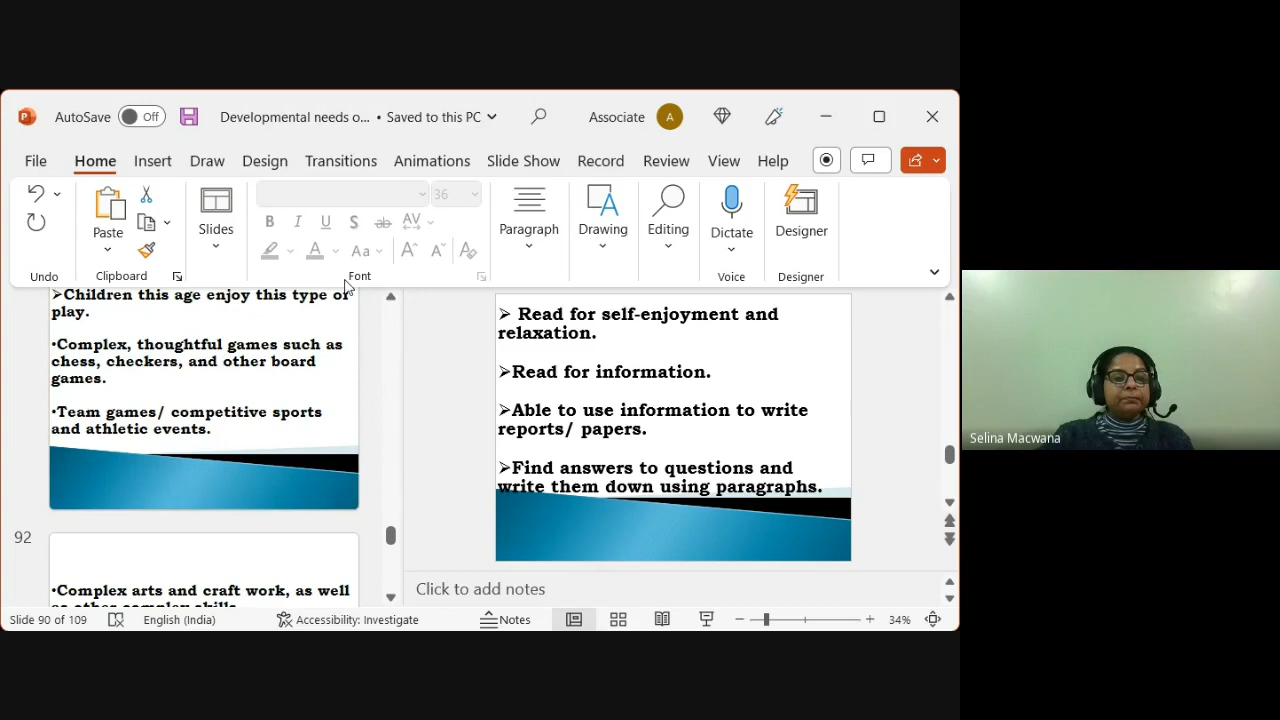 AutoSave Off Developmental needs o... • Saved to this PC Associate A
File Home Insert Draw Design Transitions Animations Slide Show Record Review View Help
36
Paste Slides B I U S ab AV Paragraph Drawing Editing Dictate Designer
A Aa A A A
Undo Clipboard Font Voice Designer
➢Children this age enjoy this type of
play.
•Complex, thoughtful games such as
chess, checkers, and other board
games.
•Team games/ competitive sports
and athletic events.
92
•Complex arts and craft work, as well
as other complex skills
➢ Read for self-enjoyment and
relaxation.
➢Read for information.
➢Able to use information to write
reports/ papers.
➢Find answers to questions and
write them down using paragraphs.
Click to add notes
Slide 90 of 109 English (India) Accessibility: Investigate Notes 34%
Selina Macwana